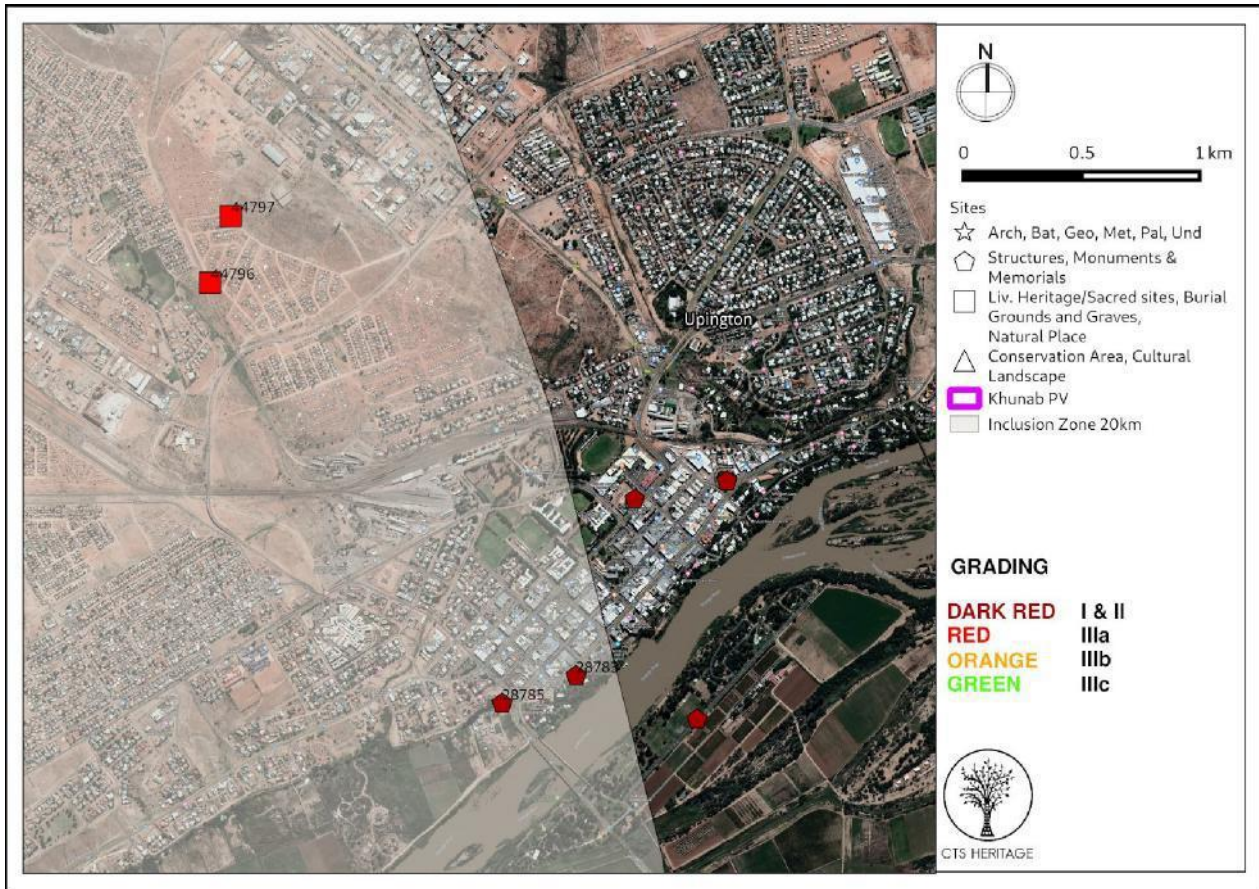 44797
44796
Upington
28783
28785
N
0 0.5 1 km
Sites
Arch, Bat, Geo, Met, Pal, Und
Structures, Monuments &
Memorials
Liv. Heritage/Sacred sites, Burial
Grounds and Graves,
Natural Place
Conservation Area, Cultural
Landscape
Khunab PV
Inclusion Zone 20km
GRADING
DARK RED I & II
RED IIIa
ORANGE IIIb
GREEN IIIc
CTS HERITAGE